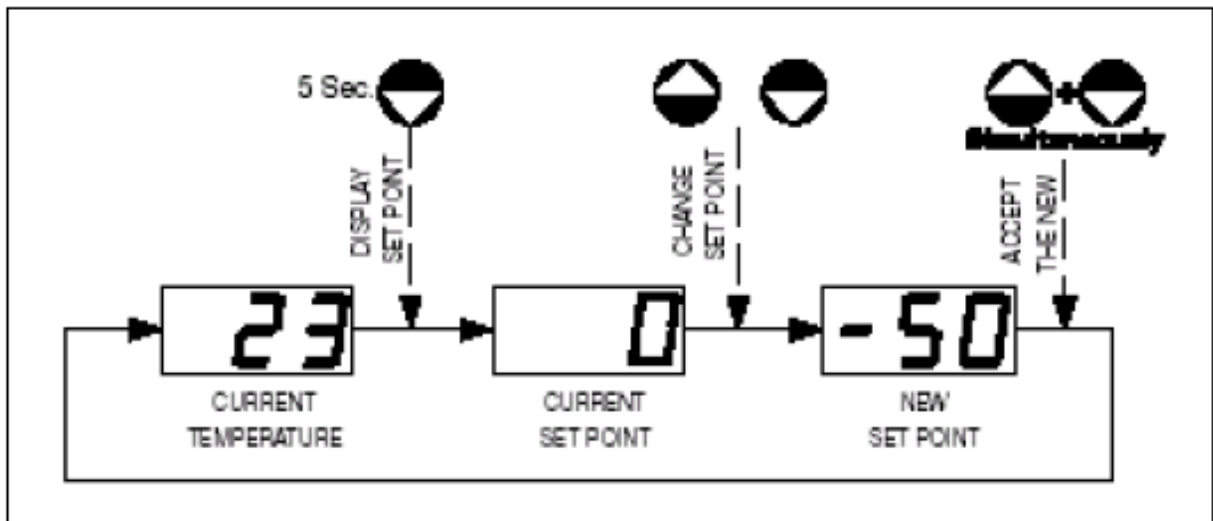 5 Sec.
+
Simultaneously
DISPLAY
SET POINT
CHANGE
SET POINT
ACCEPT
THE NEW
23
0
-50
CURRENT
TEMPERATURE
CURRENT
SET POINT
NEW
SET POINT